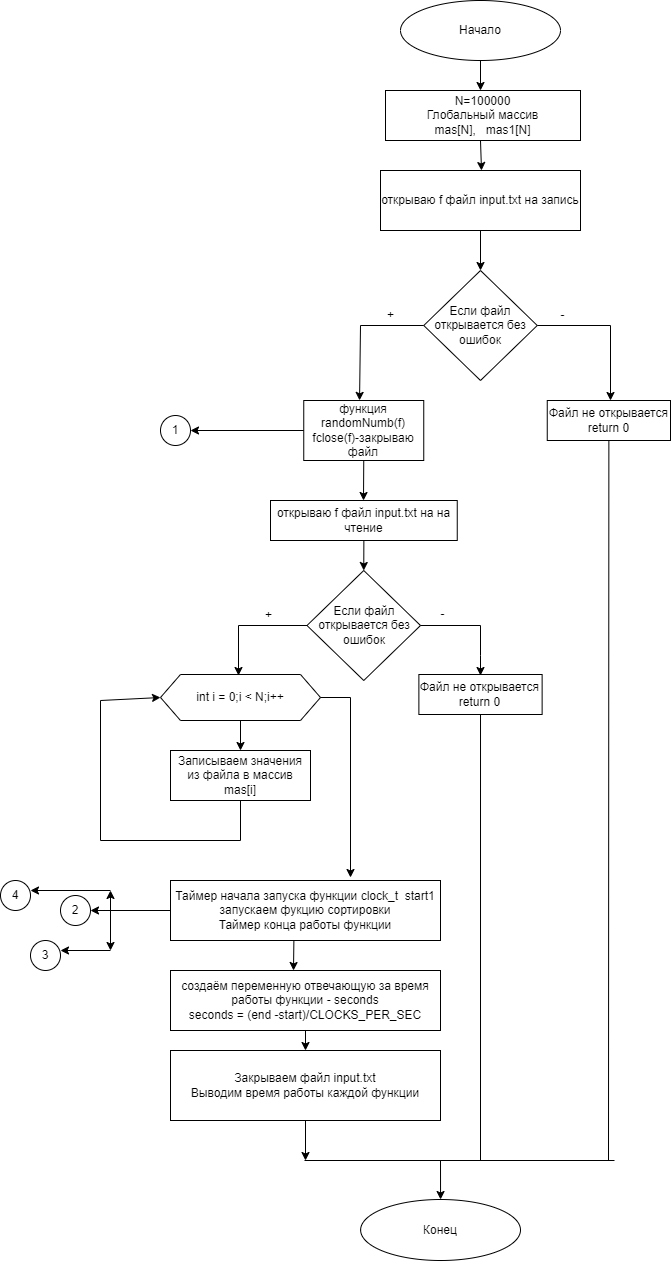 Начало
N=100000
Глобальный массив
mas[N], mas1[N]
открываю f файл input.txt на запись
Если файл
открывается без
ошибок
+
-
функция
randomNumb(f)
fclose(f)-закрываю
файл
1
Файл не открывается
return 0
открываю f файл input.txt на на
чтение
Если файл
открывается без
ошибок
+
-
int i = 0;i < N;i++
Файл не открывается
return 0
Записываем значения
из файла в массив
mas[i]
4
2
3
Таймер начала запуска функции clock_t start1
запускаем фукцию сортировки
Таймер конца работы функции
создаём переменную отвечающую за время
работы функции - seconds
seconds = (end -start)/CLOCKS_PER_SEC
Закрываем файл input.txt
Выводим время работы каждой функции
Конец